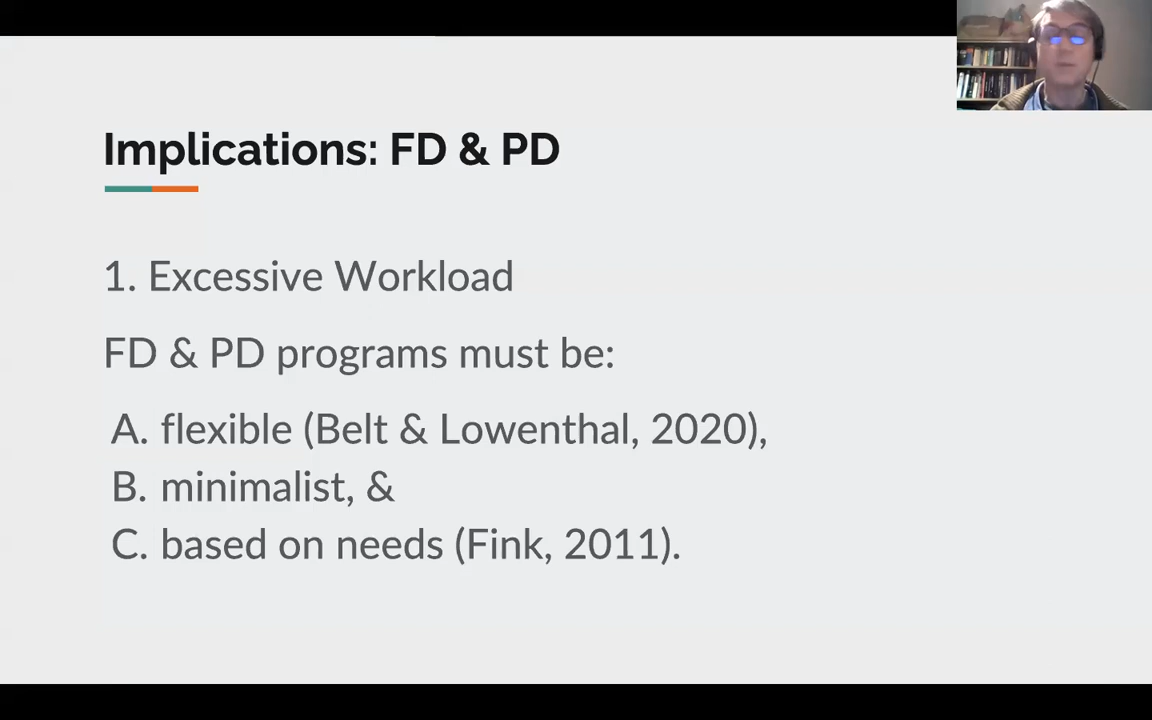 Implications: FD & PD
1. Excessive Workload
FD & PD programs must be:
A. flexible (Belt & Lowenthal, 2020),
B. minimalist, &
C. based on needs (Fink, 2011).